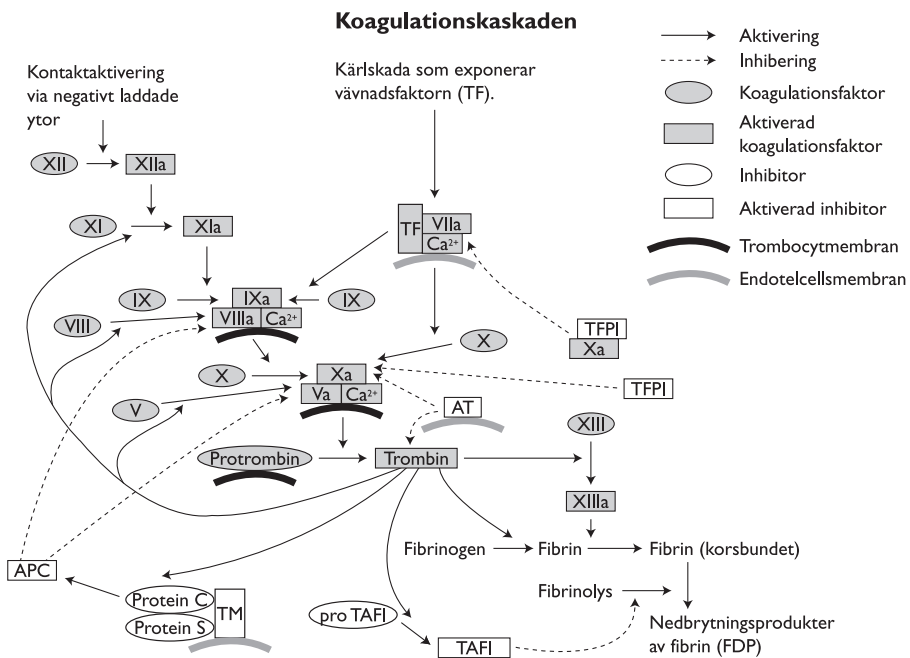 Koagulationskaskaden
Aktivering
Inhibering
Koagulationsfaktor
Aktiverad
koagulationsfaktor
Inhibitor
Aktiverad inhibitor
Trombocytmembran
Endotelcellsmembran
Kontaktaktivering
via negativt laddade
ytor
Kärlskada som exponerar
vävnadsfaktorn (TF).
XII
XIIa
XI
XIa
TF
VIIa
Ca²⁺
IX
IXa
IX
VIII
VIIIa
Ca²⁺
TFPI
Xa
X
X
Xa
TFPI
V
Va
Ca²⁺
AT
XIII
Protrombin
Trombin
XIIIa
Fibrinogen
Fibrin
Fibrin (korsbundet)
APC
Fibrinolys
Protein C
TM
Protein S
pro TAFI
TAFI
Nedbrytningsprodukter
av fibrin (FDP)